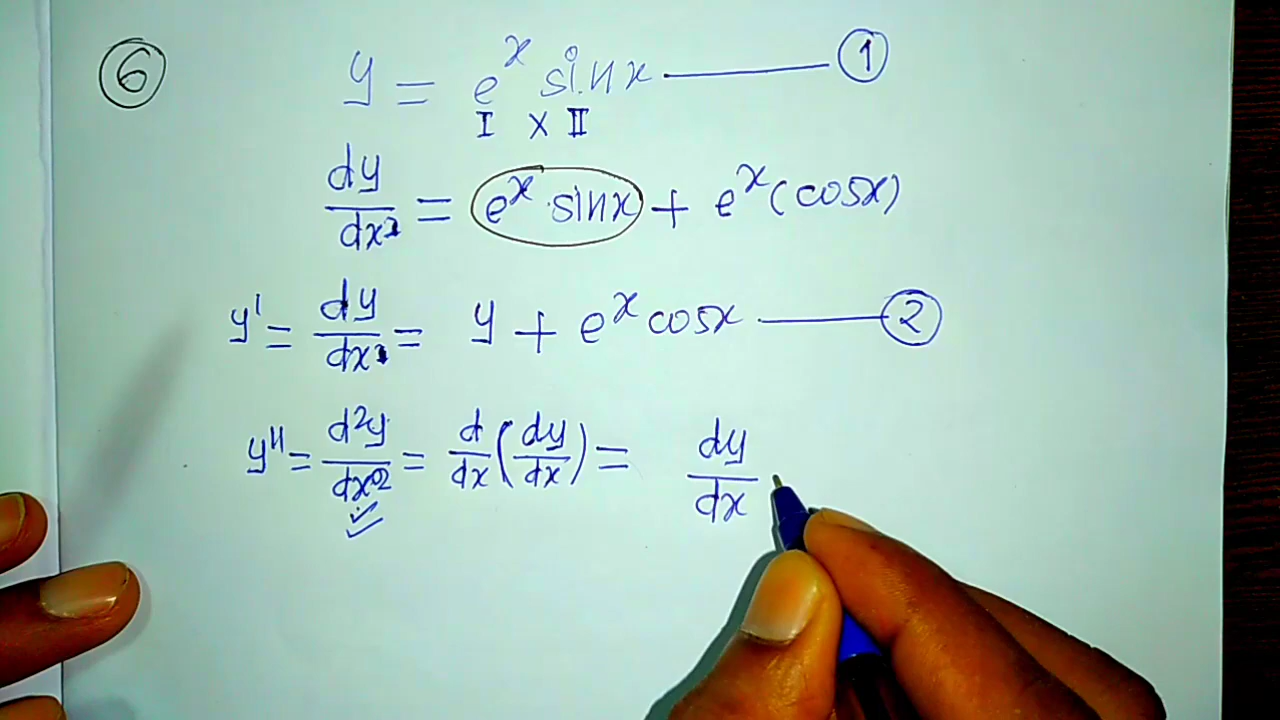 6 y = e^x sinx ——— 1
I X II
dy/dx = e^x · sinx + e^x (cosx)
y' = dy/dx = y + e^x cosx ——— 2
y" = d²y/dx² = d/dx (dy/dx) = dy/dx